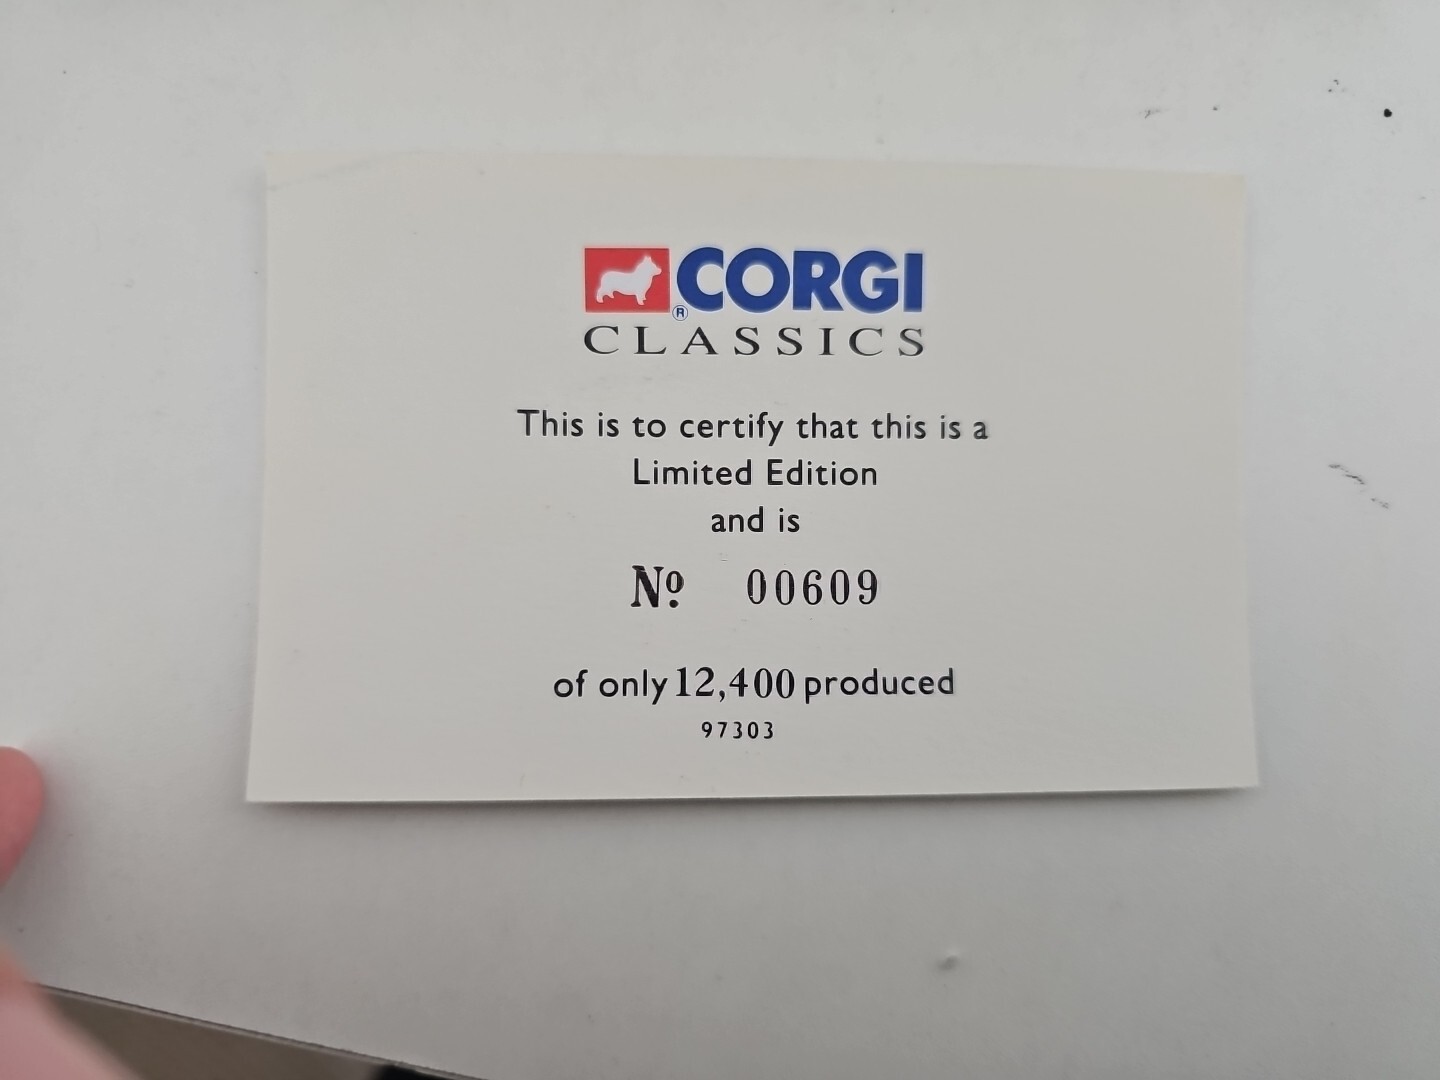 CORGI
®
CLASSICS
This is to certify that this is a
Limited Edition
and is
Nº 00609
of only 12,400 produced
97303